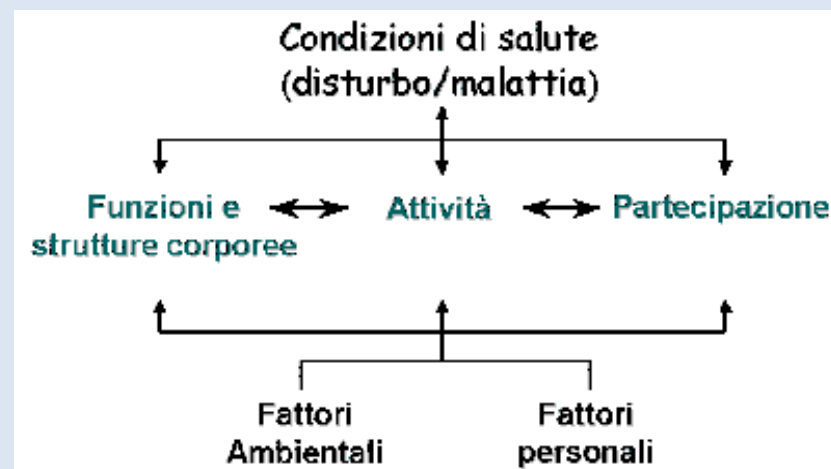 Condizioni di salute
(disturbo/malattia)
Funzioni e
strutture corporee
Attività
Partecipazione
Fattori
Ambientali
Fattori
personali